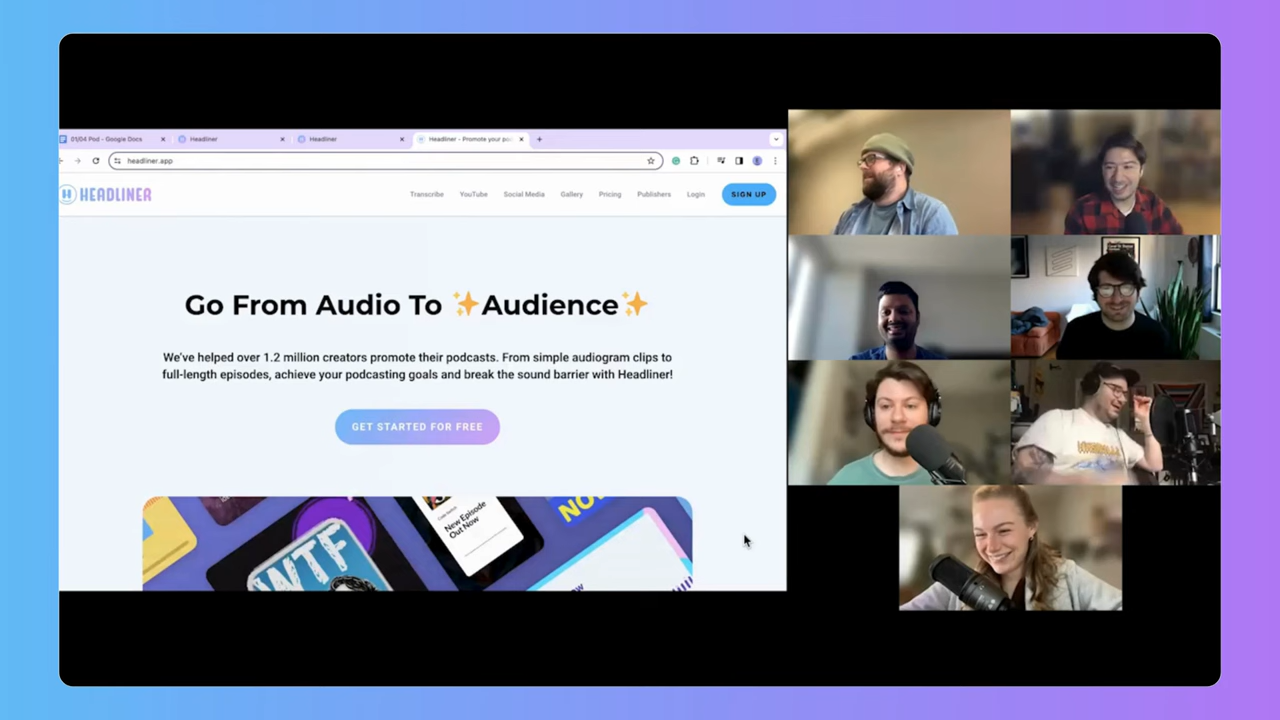 01/04 Pod - Google Docs
Headliner
Headliner
Headliner - Promote your po
headliner.app
HEADLINER
Transcribe
YouTube
Social Media
Gallery
Pricing
Publishers
Login
SIGN UP
Go From Audio To ✨Audience✨
We've helped over 1.2 million creators promote their podcasts. From simple audiogram clips to
full-length episodes, achieve your podcasting goals and break the sound barrier with Headliner!
GET STARTED FOR FREE
WTF
New Episode
Out Now
NOW